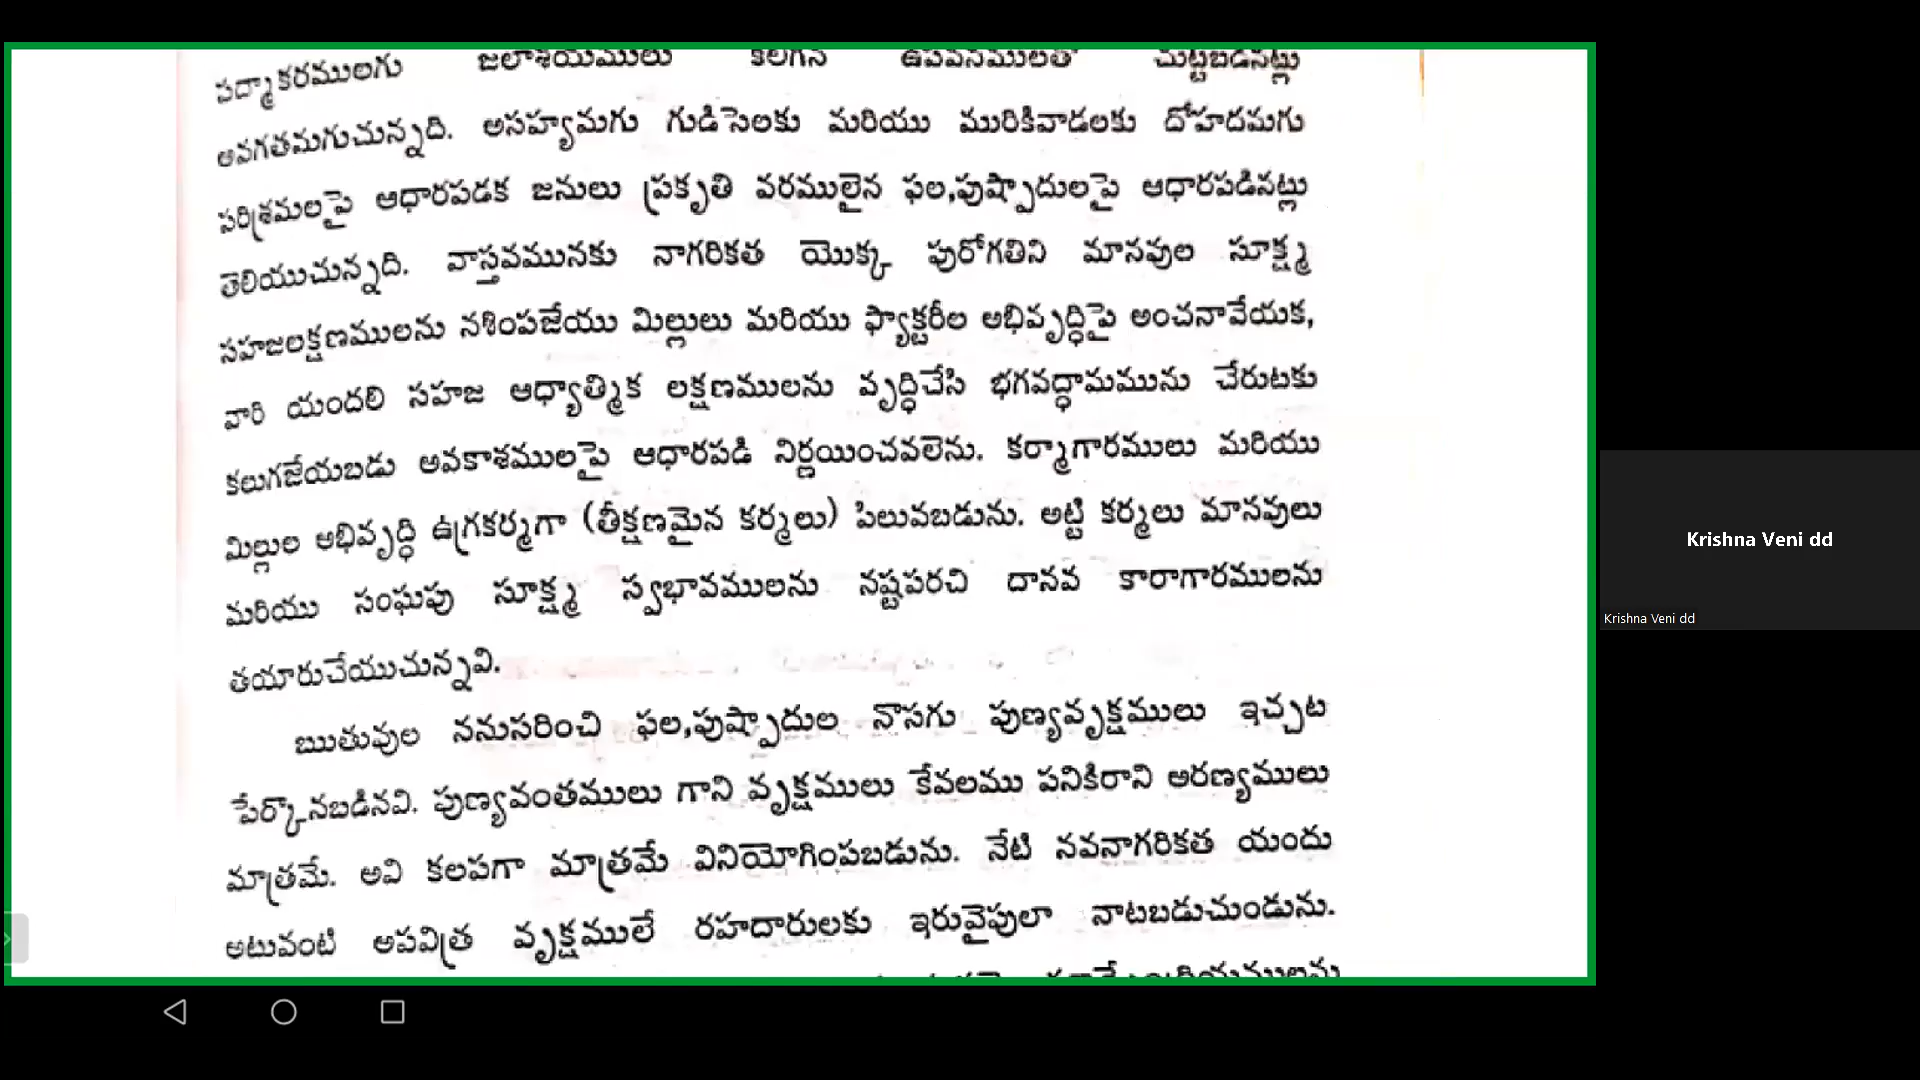 పద్మాకరములగు జలాశయములు కలిగిన ఉపవనములతో చుట్టబడినట్లు
అవగతమగుచున్నది. అసహ్యమగు గుడిసెలకు మరియు మురికివాడలకు దోహదమగు
పరిశ్రమలపై ఆధారపడక జనులు ప్రకృతి వరములైన ఫల,పుష్పాదులపై ఆధారపడినట్లు
తెలియుచున్నది. వాస్తవమునకు నాగరికత యొక్క పురోగతిని మానవుల సూక్ష్మ
సహజలక్షణములను నశింపజేయు మిల్లులు మరియు ఫ్యాక్టరీల అభివృద్ధిపై అంచనావేయక,
వారి యందలి సహజ ఆధ్యాత్మిక లక్షణములను వృద్ధిచేసి భగవద్ధామమును చేరుటకు
కలుగజేయబడు అవకాశములపై ఆధారపడి నిర్ణయించవలెను. కర్మాగారములు మరియు
మిల్లుల అభివృద్ధి ఉగ్రకర్మగా (తీక్షణమైన కర్మలు) పిలువబడును. అట్టి కర్మలు మానవులు
మరియు సంఘపు సూక్ష్మ స్వభావములను నష్టపరచి దానవ కారాగారములను
తయారుచేయుచున్నవి.
ఋతువుల ననుసరించి ఫల,పుష్పాదుల నొసగు పుణ్యవృక్షములు ఇచ్చట
పేర్కొనబడినవి. పుణ్యవంతములు గాని వృక్షములు కేవలము పనికిరాని అరణ్యములు
మాత్రమే. అవి కలపగా మాత్రమే వినియోగింపబడును. నేటి నవనాగరికత యందు
అటువంటి అపవిత్ర వృక్షములే రహదారులకు ఇరువైపులా నాటబడుచుండును.
Krishna Veni dd
Krishna Veni dd